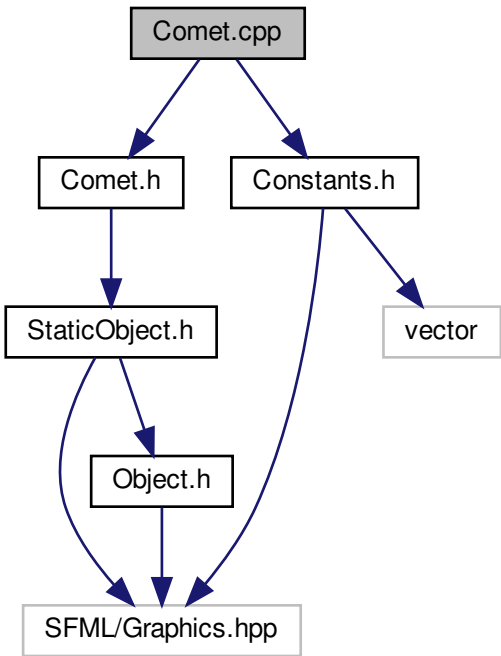 Comet.cpp
Comet.h
Constants.h
StaticObject.h
vector
Object.h
SFML/Graphics.hpp